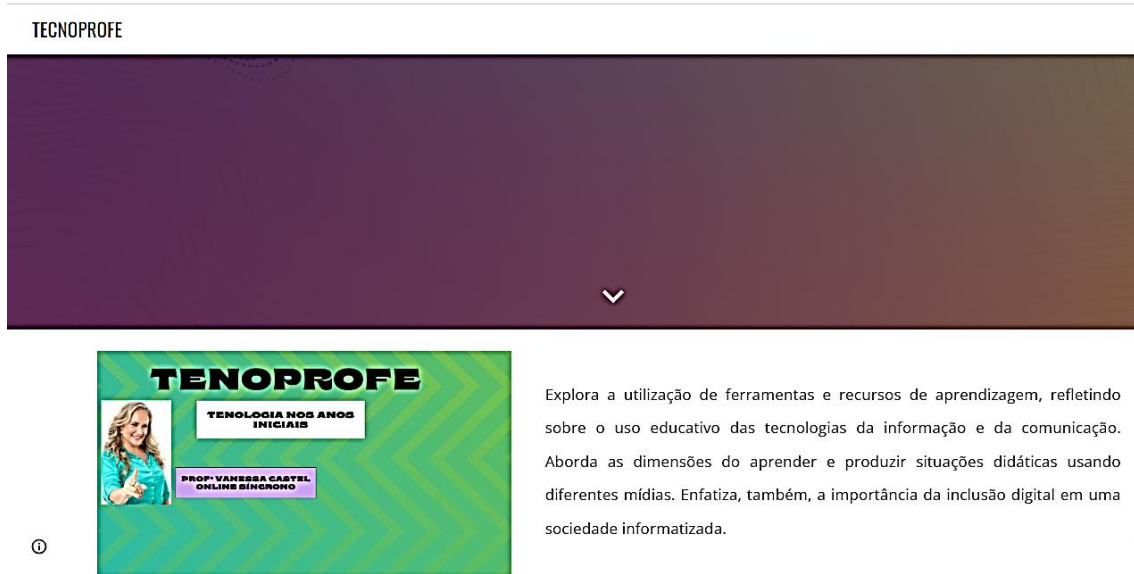 TECNOPROFE
TENOPROFE
TENOLOGIA NOS ANOS
INICIAIS
PROFª VANESSA CASTEL
ONLINE SÍNCRONO
Explora a utilização de ferramentas e recursos de aprendizagem, refletindo
sobre o uso educativo das tecnologias da informação e da comunicação.
Aborda as dimensões do aprender e produzir situações didáticas usando
diferentes mídias. Enfatiza, também, a importância da inclusão digital em uma
sociedade informatizada.